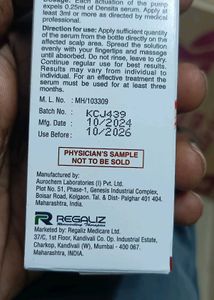 Dosage: Each actuation of the pump
expels 0.25ml of Densita serum. Apply at
least 3ml or more as directed by medical
professional.
Direction for use: Apply sufficient quantity
of the serum from the bottle directly on the
affected scalp area. Spread the solution
evenly with your fingertips and massage
until absorbed. Do not rinse, leave to dry.
Continue regular use for best results.
Results may vary from individual to
individual. For an effective treatment the
serum must be used for at least three
months.
M. L. No. : MH/103309
Batch No. : KCJ439
Mfg. Date : 10/2024
Use Before : 10/2026
PHYSICIAN'S SAMPLE
NOT TO BE SOLD
Manufactured by:
Aurochem Laboratories (I) Pvt. Ltd.
Plot No. 51, Phase-1, Genesis Industrial Complex,
Boisar Road, Kolgaon. Tal. Dist- Palghar 401 404.
Maharashtra, INDIA.
REGALIZ
Marketed by: Regaliz Medicare Ltd.
37/C, 1st Floor, Kandivali Co. Op. Industrial Estate,
Charkop, Kandivali (W), Mumbai - 400 067.
Maharashtra, INDIA